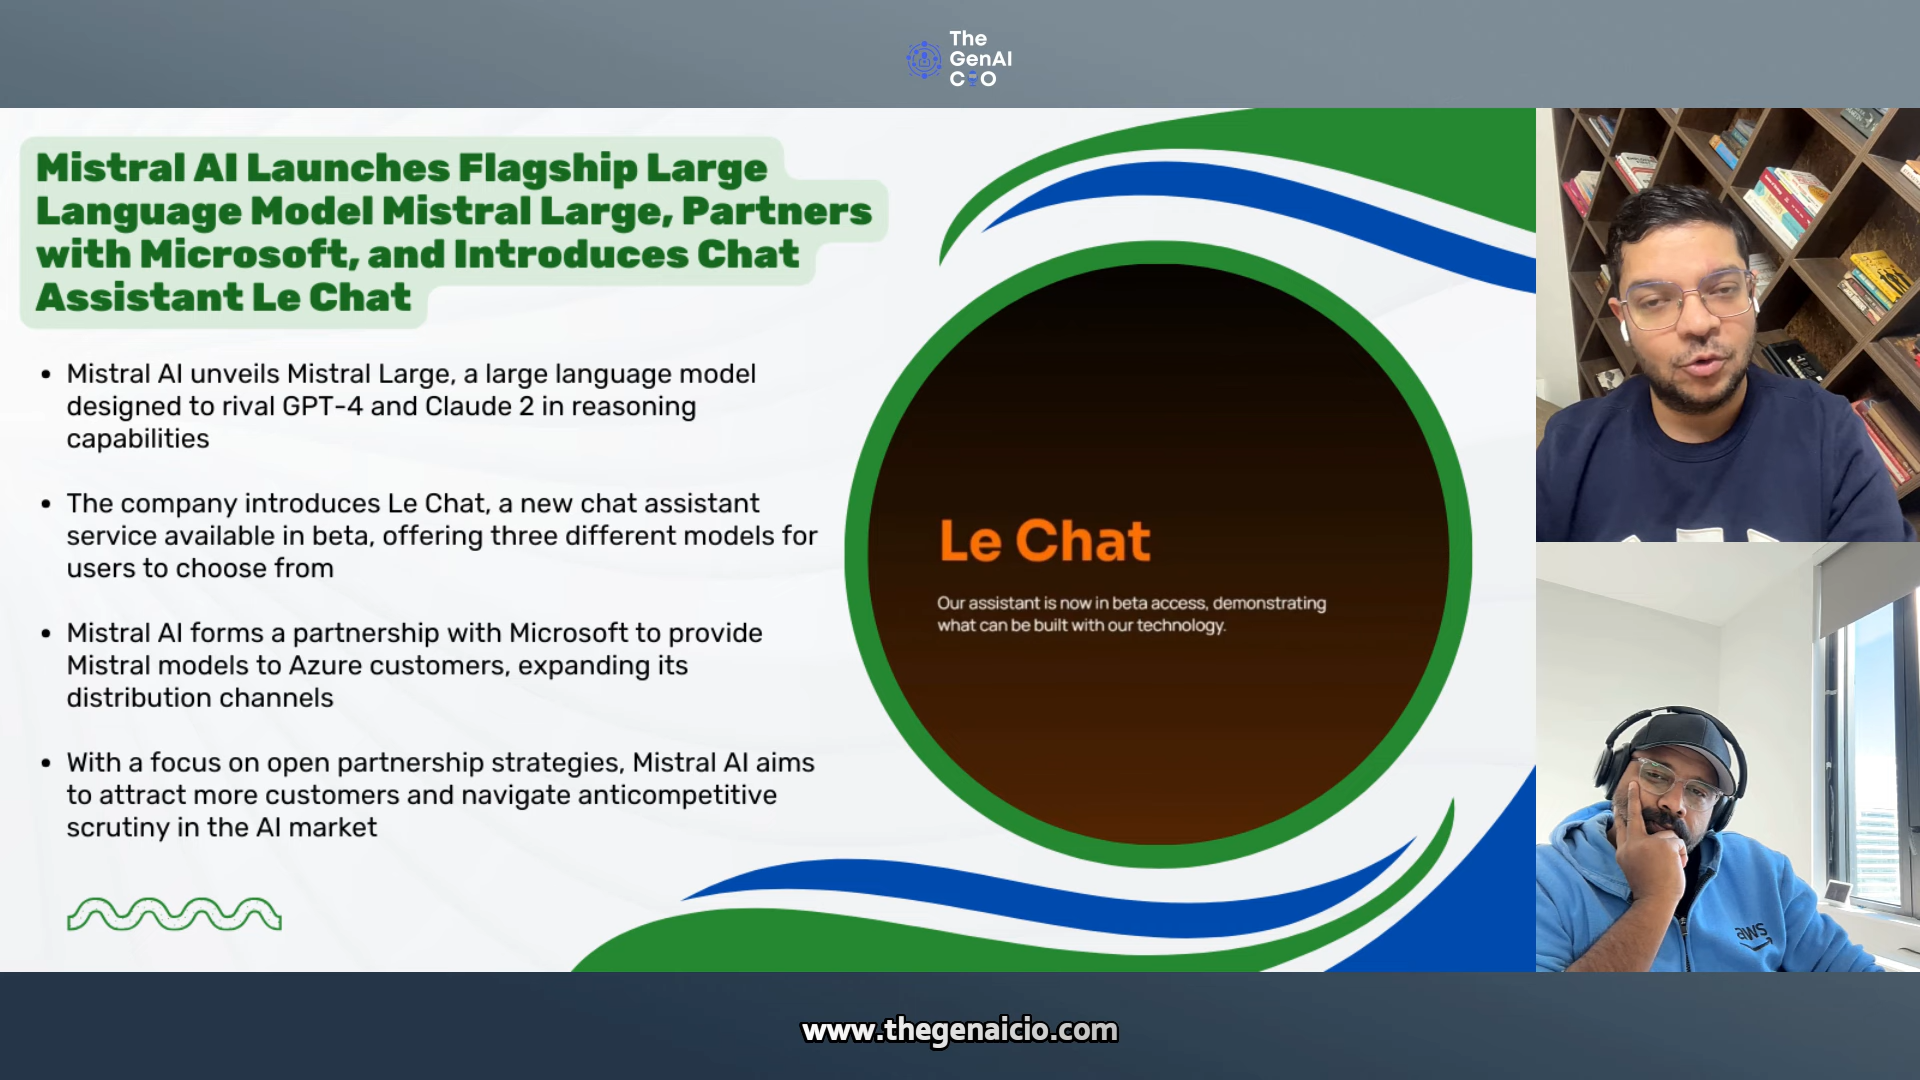 The
GenAI
CIO
Mistral AI Launches Flagship Large
Language Model Mistral Large, Partners
with Microsoft, and Introduces Chat
Assistant Le Chat
• Mistral AI unveils Mistral Large, a large language model
designed to rival GPT-4 and Claude 2 in reasoning
capabilities
• The company introduces Le Chat, a new chat assistant
service available in beta, offering three different models for
users to choose from
• Mistral AI forms a partnership with Microsoft to provide
Mistral models to Azure customers, expanding its
distribution channels
• With a focus on open partnership strategies, Mistral AI aims
to attract more customers and navigate anticompetitive
scrutiny in the AI market
Le Chat
Our assistant is now in beta access, demonstrating
what can be built with our technology.
aws
www.thegenaicio.com